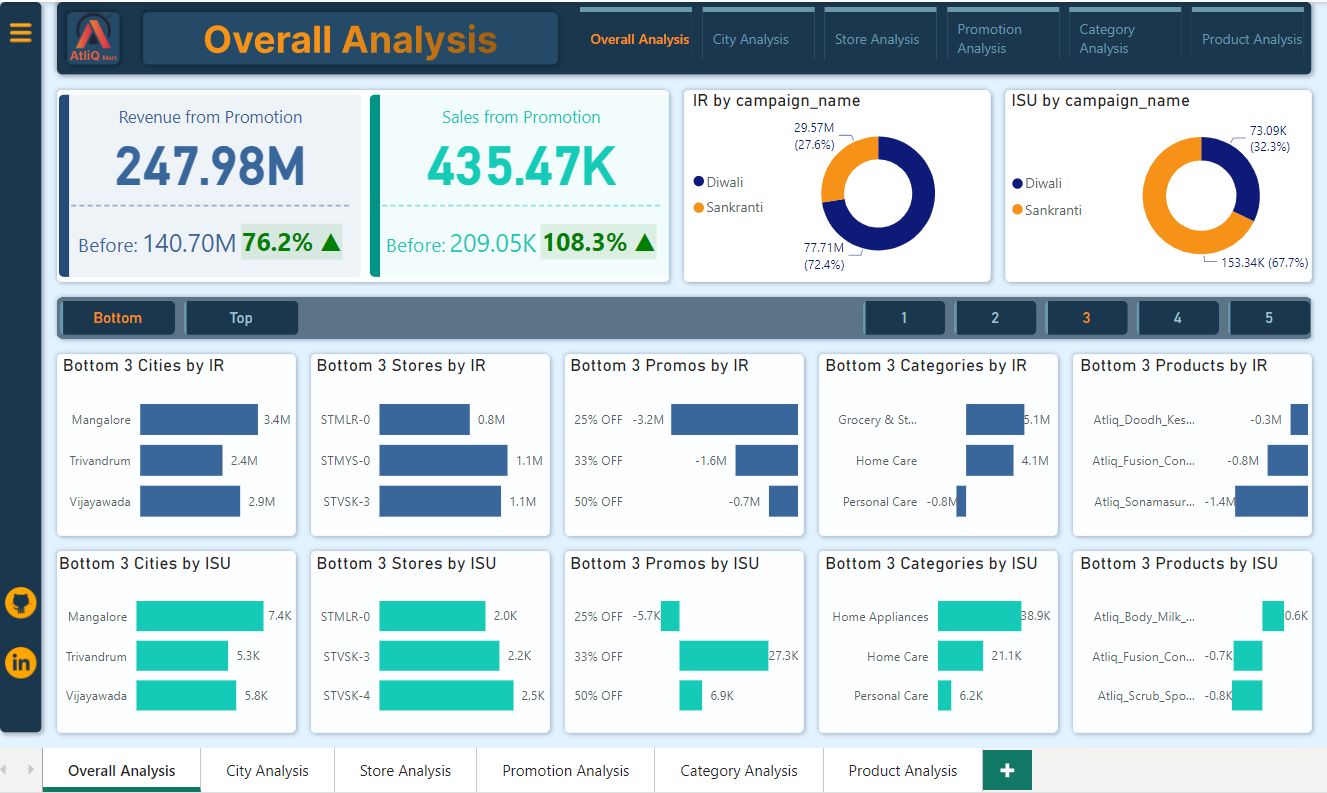 AtliQ Mart
Overall Analysis
Overall Analysis
City Analysis
Store Analysis
Promotion
Analysis
Category
Analysis
Product Analysis
Revenue from Promotion
247.98M
Before: 140.70M 76.2% ▲
Sales from Promotion
435.47K
Before: 209.05K 108.3% ▲
IR by campaign_name
29.57M
(27.6%)
Diwali
Sankranti
77.71M
(72.4%)
ISU by campaign_name
73.09K
(32.3%)
Diwali
Sankranti
153.34K (67.7%)
Bottom
Top
1
2
3
4
5
Bottom 3 Cities by IR
Mangalore 3.4M
Trivandrum 2.4M
Vijayawada 2.9M
Bottom 3 Stores by IR
STMLR-0 0.8M
STMYS-0 1.1M
STVSK-3 1.1M
Bottom 3 Promos by IR
25% OFF -3.2M
33% OFF -1.6M
50% OFF -0.7M
Bottom 3 Categories by IR
Grocery & St... 5.1M
Home Care 4.1M
Personal Care -0.8M
Bottom 3 Products by IR
Atliq_Doodh_Kes... -0.3M
Atliq_Fusion_Con... -0.8M
Atliq_Sonamasur... -1.4M
Bottom 3 Cities by ISU
Mangalore 7.4K
Trivandrum 5.3K
Vijayawada 5.8K
Bottom 3 Stores by ISU
STMLR-0 2.0K
STVSK-3 2.2K
STVSK-4 2.5K
Bottom 3 Promos by ISU
25% OFF -5.7K
33% OFF 27.3K
50% OFF 6.9K
Bottom 3 Categories by ISU
Home Appliances 38.9K
Home Care 21.1K
Personal Care 6.2K
Bottom 3 Products by ISU
Atliq_Body_Milk_... 0.6K
Atliq_Fusion_Con... -0.7K
Atliq_Scrub_Spo... -0.8K
in
Overall Analysis
City Analysis
Store Analysis
Promotion Analysis
Category Analysis
Product Analysis
+